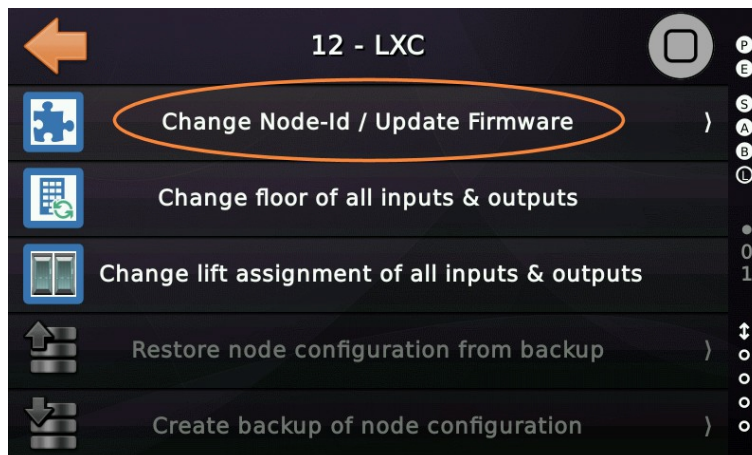 12 - LXC
P
E
Change Node-Id / Update Firmware
S
A
B
L
Change floor of all inputs & outputs
0
1
Change lift assignment of all inputs & outputs
Restore node configuration from backup
Create backup of node configuration